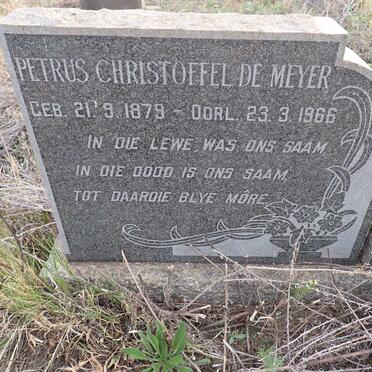 PETRUS CHRISTOFFEL DE MEYER
GEB. 21. 9. 1879 – OORL. 23. 3. 1966
IN DIE LEWE WAS ONS SAAM
IN DIE DOOD IS ONS SAAM,
TOT DAARDIE BLYE MÔRE.